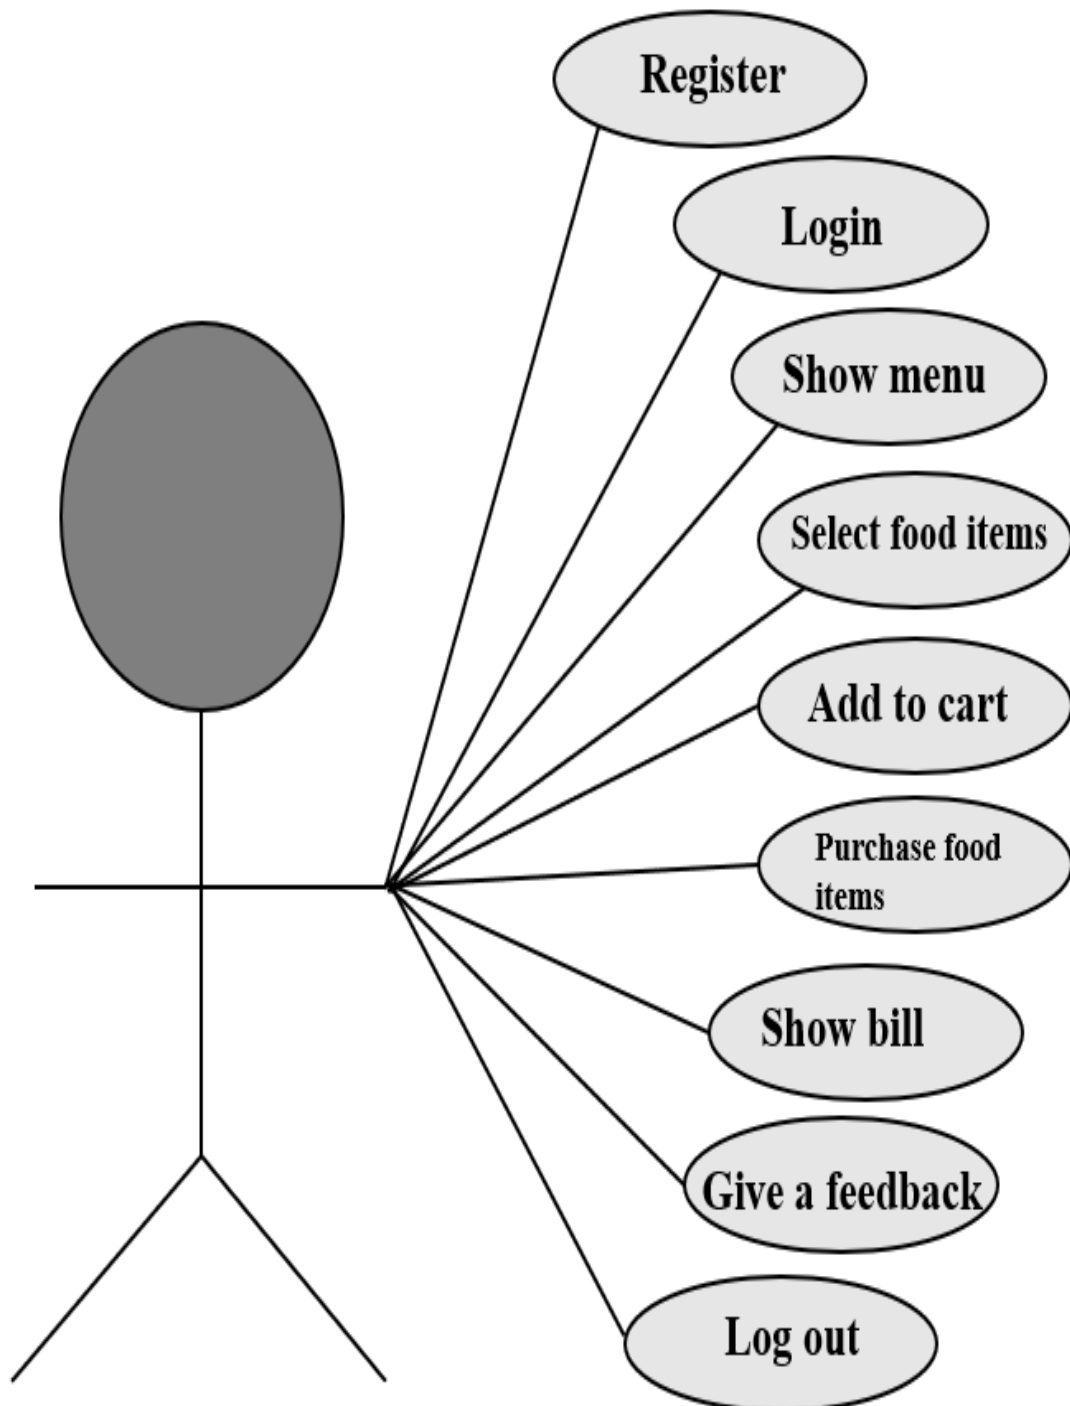 Register
Login
Show menu
Select food items
Add to cart
Purchase food
items
Show bill
Give a feedback
Log out